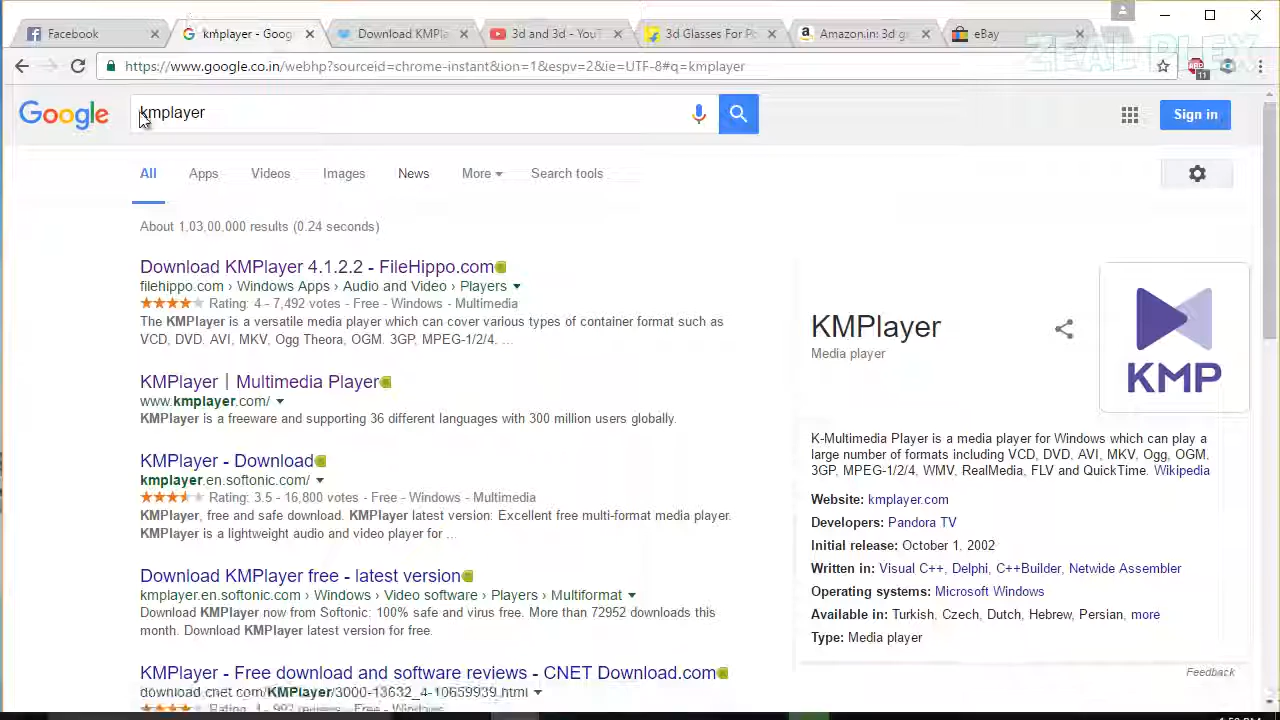 Facebook
kmplayer - Goog
Download KMPla
3d and 3d - YouT
3d Glasses For Pc
Amazon.in: 3d g
eBay
ZEAL PLEX
https://www.google.co.in/webhp?sourceid=chrome-instant&ion=1&espv=2&ie=UTF-8#q=kmplayer
11
Google
kmplayer
Sign in
All
Apps
Videos
Images
News
More
Search tools
About 1,03,00,000 results (0.24 seconds)
Download KMPlayer 4.1.2.2 - FileHippo.com
filehippo.com › Windows Apps › Audio and Video › Players
Rating: 4 - 7,492 votes - Free - Windows - Multimedia
The KMPlayer is a versatile media player which can cover various types of container format such as
VCD, DVD, AVI, MKV, Ogg Theora, OGM, 3GP, MPEG-1/2/4, ...
KMPlayer | Multimedia Player
www.kmplayer.com/
KMPlayer is a freeware and supporting 36 different languages with 300 million users globally.
KMPlayer - Download
kmplayer.en.softonic.com/
Rating: 3.5 - 16,800 votes - Free - Windows - Multimedia
KMPlayer, free and safe download. KMPlayer latest version: Excellent free multi-format media player.
KMPlayer is a lightweight audio and video player for ...
Download KMPlayer free - latest version
kmplayer.en.softonic.com › Windows › Video software › Players › Multiformat
Download KMPlayer now from Softonic: 100% safe and virus free. More than 72952 downloads this
month. Download KMPlayer latest version for free.
KMPlayer - Free download and software reviews - CNET Download.com
download.cnet.com/KMPlayer/3000-13632_4-10659939.html
KMPlayer
Media player
KMP
K-Multimedia Player is a media player for Windows which can play a
large number of formats including VCD, DVD, AVI, MKV, Ogg, OGM,
3GP, MPEG-1/2/4, WMV, RealMedia, FLV and QuickTime. Wikipedia
Website: kmplayer.com
Developers: Pandora TV
Initial release: October 1, 2002
Written in: Visual C++, Delphi, C++Builder, Netwide Assembler
Operating systems: Microsoft Windows
Available in: Turkish, Czech, Dutch, Hebrew, Persian, more
Type: Media player
Feedback